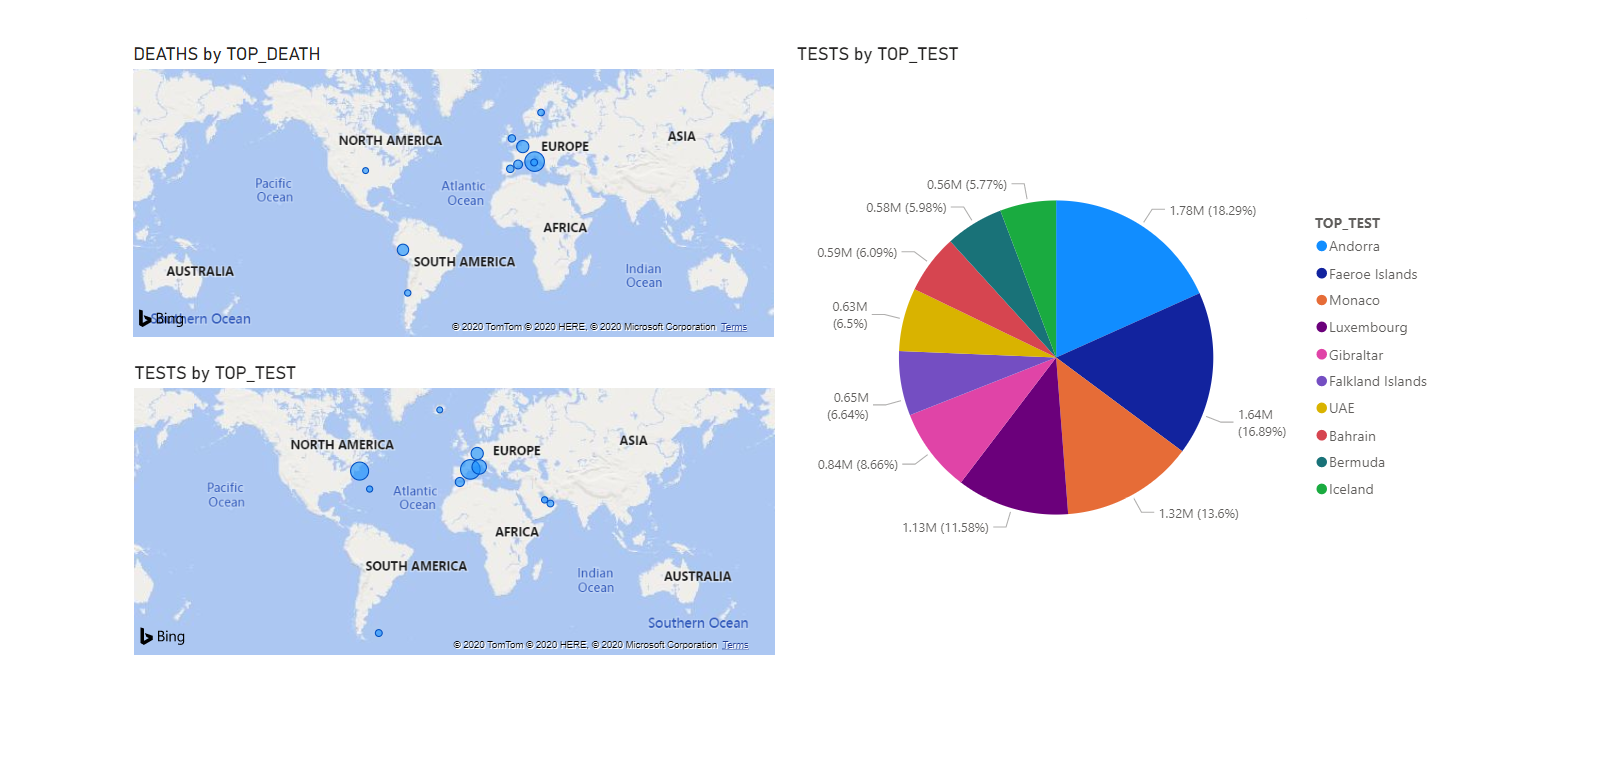 DEATHS by TOP_DEATH
NORTH AMERICA
EUROPE
ASIA
Pacific
Ocean
Atlantic
Ocean
AFRICA
SOUTH AMERICA
AUSTRALIA
Indian
Ocean
Southern Ocean
Bing
© 2020 TomTom © 2020 HERE, © 2020 Microsoft Corporation Terms
TESTS by TOP_TEST
NORTH AMERICA
EUROPE
ASIA
Pacific
Ocean
Atlantic
Ocean
AFRICA
SOUTH AMERICA
Indian
Ocean
AUSTRALIA
Southern Ocean
Bing
© 2020 TomTom © 2020 HERE, © 2020 Microsoft Corporation Terms
TESTS by TOP_TEST
0.56M (5.77%)
0.58M (5.98%)
0.59M (6.09%)
0.63M
(6.5%)
0.65M
(6.64%)
0.84M (8.66%)
1.13M (11.58%)
1.32M (13.6%)
1.64M
(16.89%)
1.78M (18.29%)
TOP_TEST
Andorra
Faeroe Islands
Monaco
Luxembourg
Gibraltar
Falkland Islands
UAE
Bahrain
Bermuda
Iceland